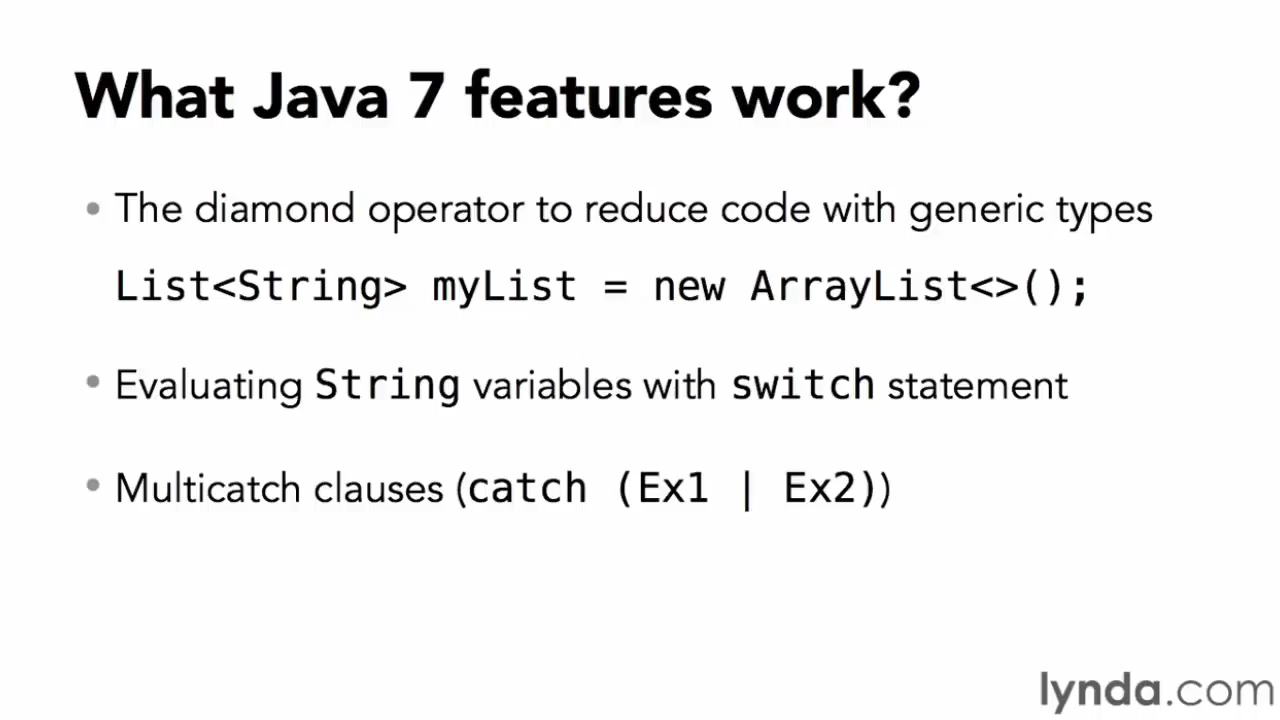 What Java 7 features work?
• The diamond operator to reduce code with generic types
List<String> myList = new ArrayList<>();
• Evaluating String variables with switch statement
• Multicatch clauses (catch (Ex1 | Ex2))
lynda.com